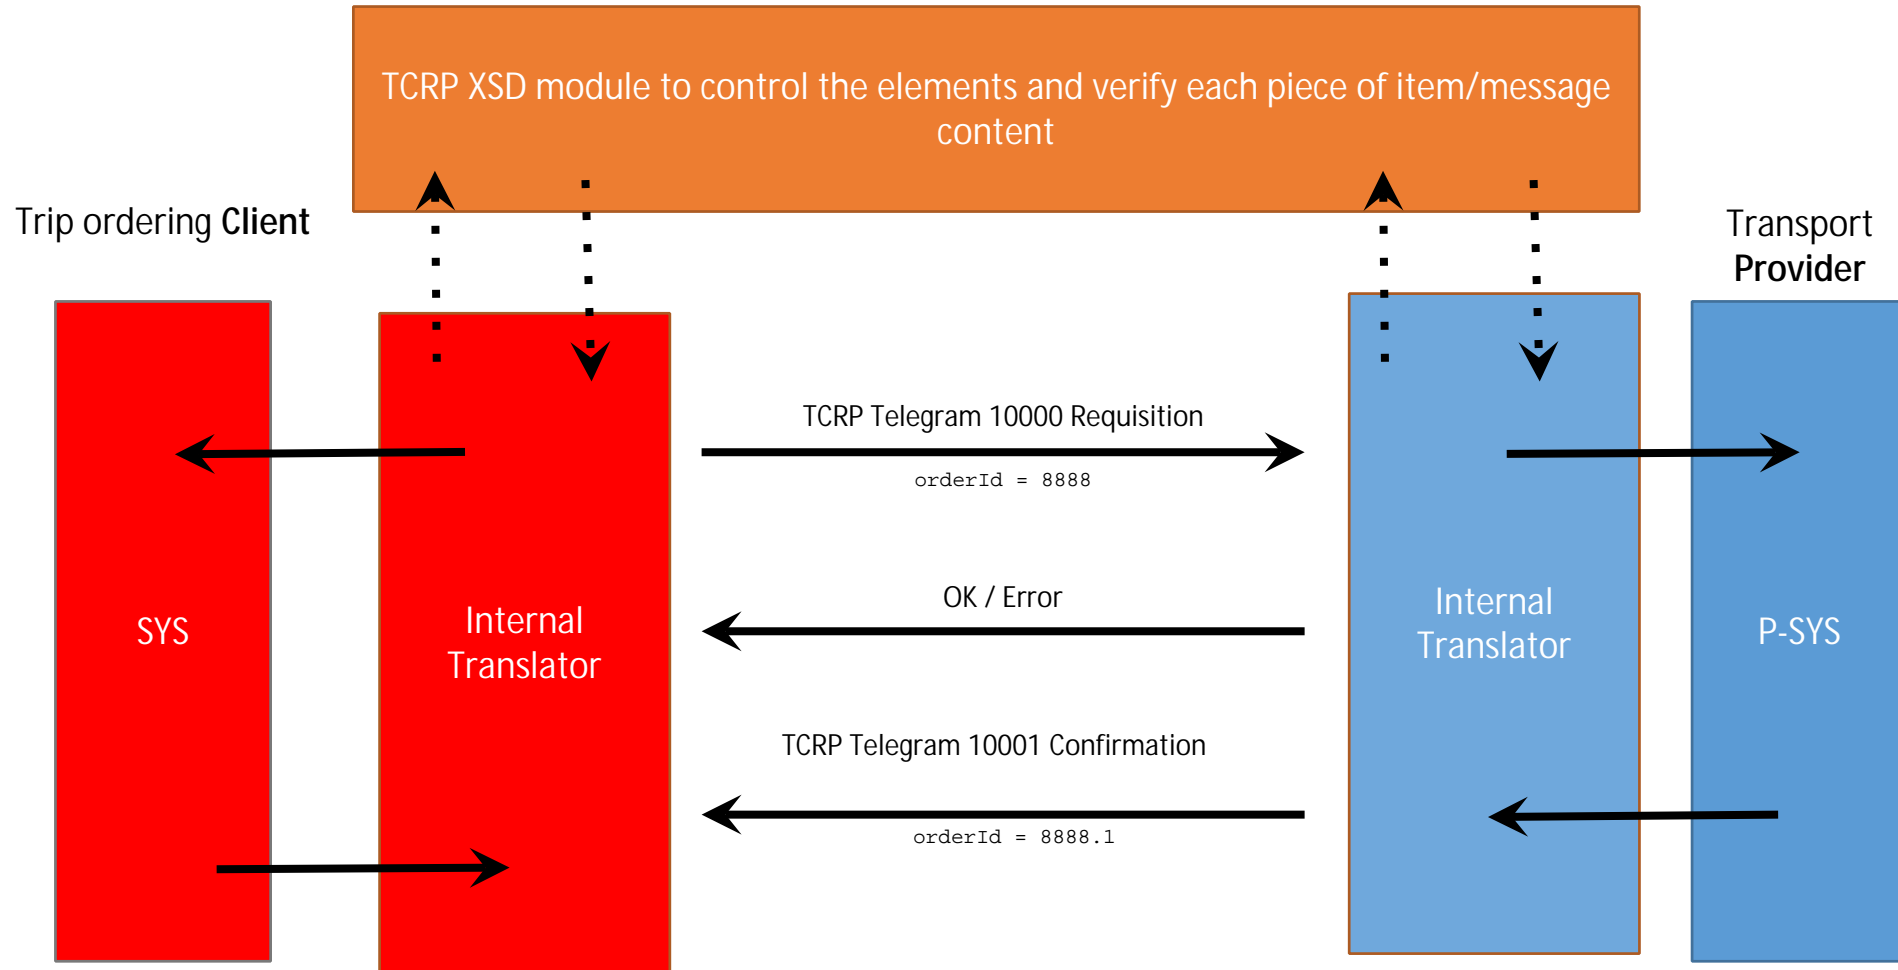 TCRP XSD module to control the elements and verify each piece of item/message
content
Trip ordering Client
Transport
Provider
TCRP Telegram 10000 Requisition
orderId = 8888
OK / Error
SYS
Internal
Translator
Internal
Translator
P-SYS
TCRP Telegram 10001 Confirmation
orderId = 8888.1